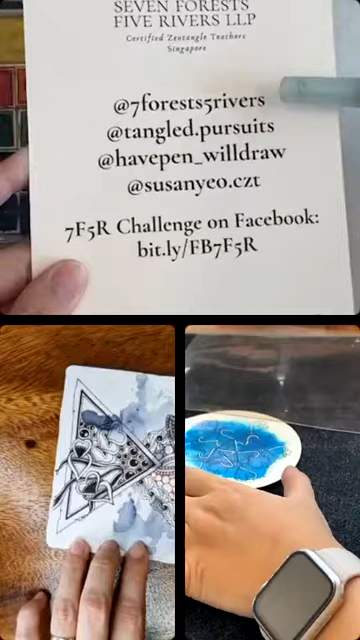 SEVEN FORESTS
FIVE RIVERS LLP
Certified Zentangle Teachers
Singapore
@7forests5rivers
@tangled.pursuits
@havepen_willdraw
@susanyeo.czt
7F5R Challenge on Facebook:
bit.ly/FB7F5R